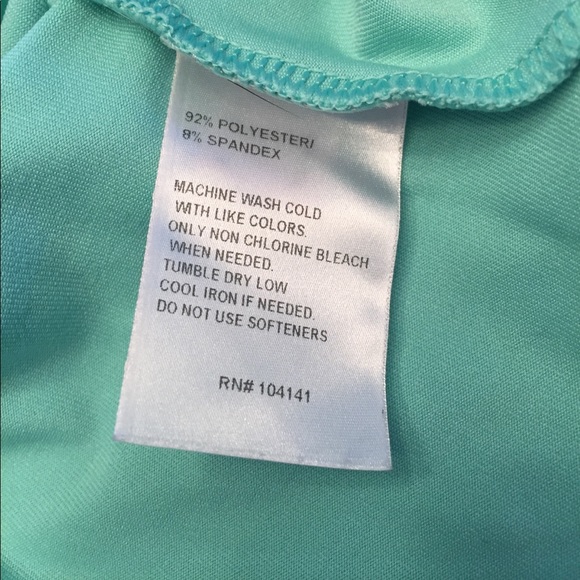 92% POLYESTER/
8% SPANDEX
MACHINE WASH COLD
WITH LIKE COLORS.
ONLY NON CHLORINE BLEACH
WHEN NEEDED.
TUMBLE DRY LOW
COOL IRON IF NEEDED.
DO NOT USE SOFTENERS
RN# 104141